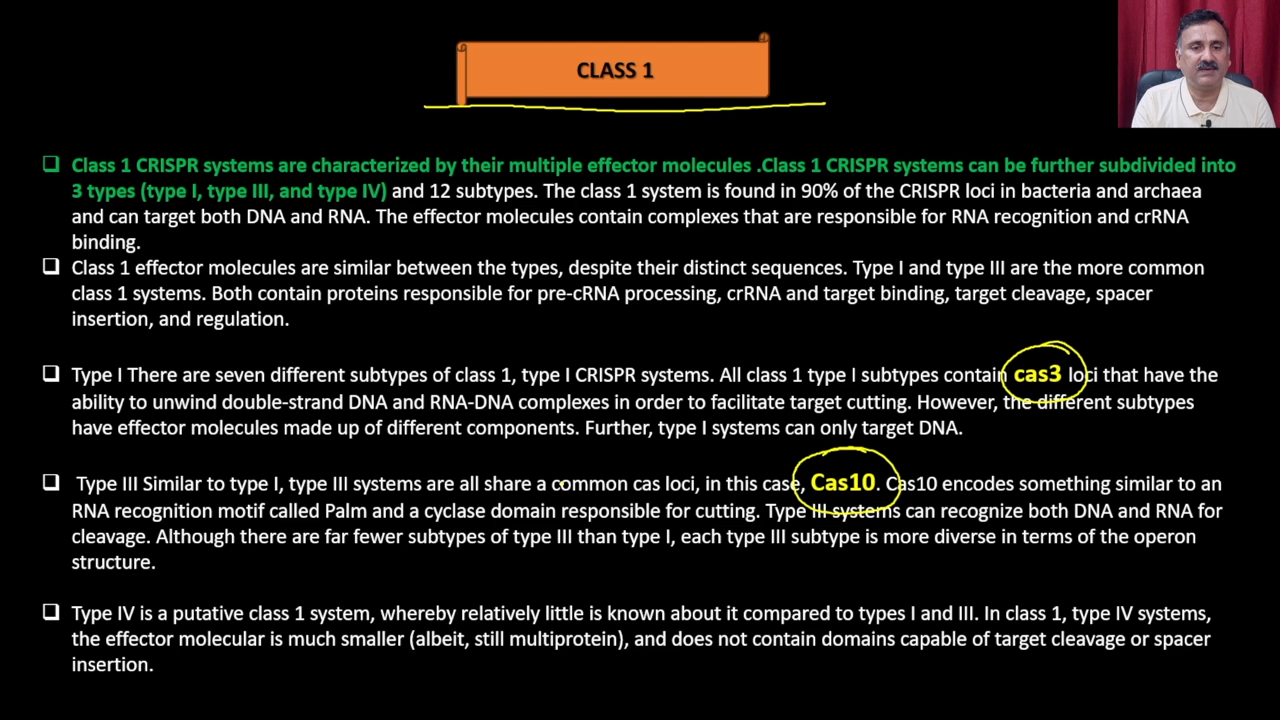 CLASS 1
Class 1 CRISPR systems are characterized by their multiple effector molecules .Class 1 CRISPR systems can be further subdivided into
3 types (type I, type III, and type IV) and 12 subtypes. The class 1 system is found in 90% of the CRISPR loci in bacteria and archaea
and can target both DNA and RNA. The effector molecules contain complexes that are responsible for RNA recognition and crRNA
binding.
Class 1 effector molecules are similar between the types, despite their distinct sequences. Type I and type III are the more common
class 1 systems. Both contain proteins responsible for pre-cRNA processing, crRNA and target binding, target cleavage, spacer
insertion, and regulation.
Type I There are seven different subtypes of class 1, type I CRISPR systems. All class 1 type I subtypes contain cas3 loci that have the
ability to unwind double-strand DNA and RNA-DNA complexes in order to facilitate target cutting. However, the different subtypes
have effector molecules made up of different components. Further, type I systems can only target DNA.
Type III Similar to type I, type III systems are all share a common cas loci, in this case, Cas10. Cas10 encodes something similar to an
RNA recognition motif called Palm and a cyclase domain responsible for cutting. Type III systems can recognize both DNA and RNA for
cleavage. Although there are far fewer subtypes of type III than type I, each type III subtype is more diverse in terms of the operon
structure.
Type IV is a putative class 1 system, whereby relatively little is known about it compared to types I and III. In class 1, type IV systems,
the effector molecular is much smaller (albeit, still multiprotein), and does not contain domains capable of target cleavage or spacer
insertion.